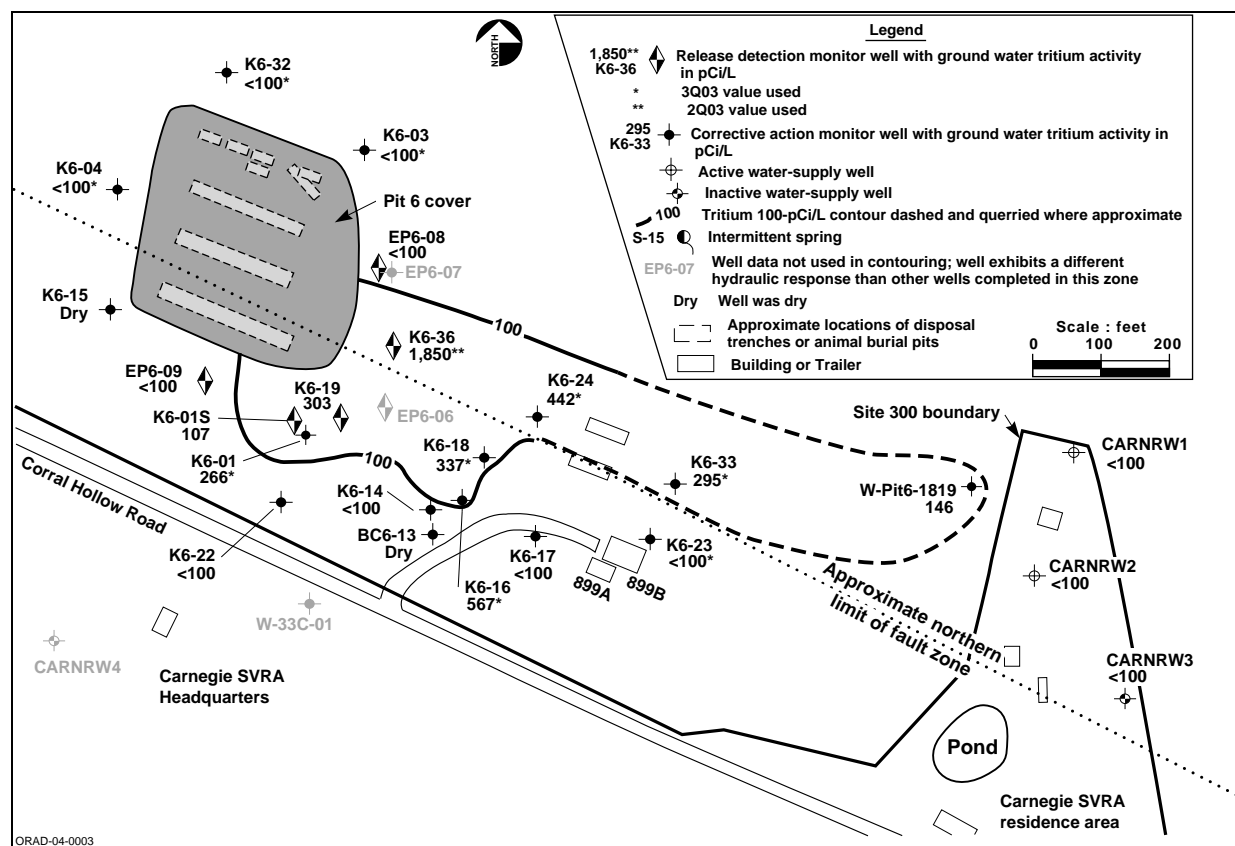 NORTH
Legend
1,850**
K6-36
Release detection monitor well with ground water tritium activity
in pCi/L
* 3Q03 value used
** 2Q03 value used
295
K6-33
Corrective action monitor well with ground water tritium activity in
pCi/L
Active water-supply well
Inactive water-supply well
100 Tritium 100-pCi/L contour dashed and querried where approximate
S-15 Intermittent spring
EP6-07
Well data not used in contouring; well exhibits a different
hydraulic response than other wells completed in this zone
Dry Well was dry
Approximate locations of disposal
trenches or animal burial pits
Building or Trailer
Scale : feet
0 100 200
K6-32
<100*
K6-03
<100*
K6-04
<100*
Pit 6 cover
EP6-08
<100
EP6-07
K6-15
Dry
100
K6-36
1,850**
EP6-09
<100
K6-19
303
EP6-06
K6-24
442*
K6-01S
107
K6-01
266*
100
K6-18
337*
K6-33
295*
Site 300 boundary
CARNRW1
<100
W-Pit6-1819
146
Corral Hollow Road
K6-22
<100
K6-14
<100
BC6-13
Dry
K6-16
567*
K6-17
<100
899A
899B
K6-23
<100*
CARNRW2
<100
Approximate northern
limit of fault zone
W-33C-01
CARNRW4
Carnegie SVRA
Headquarters
CARNRW3
<100
Pond
Carnegie SVRA
residence area
ORAD-04-0003